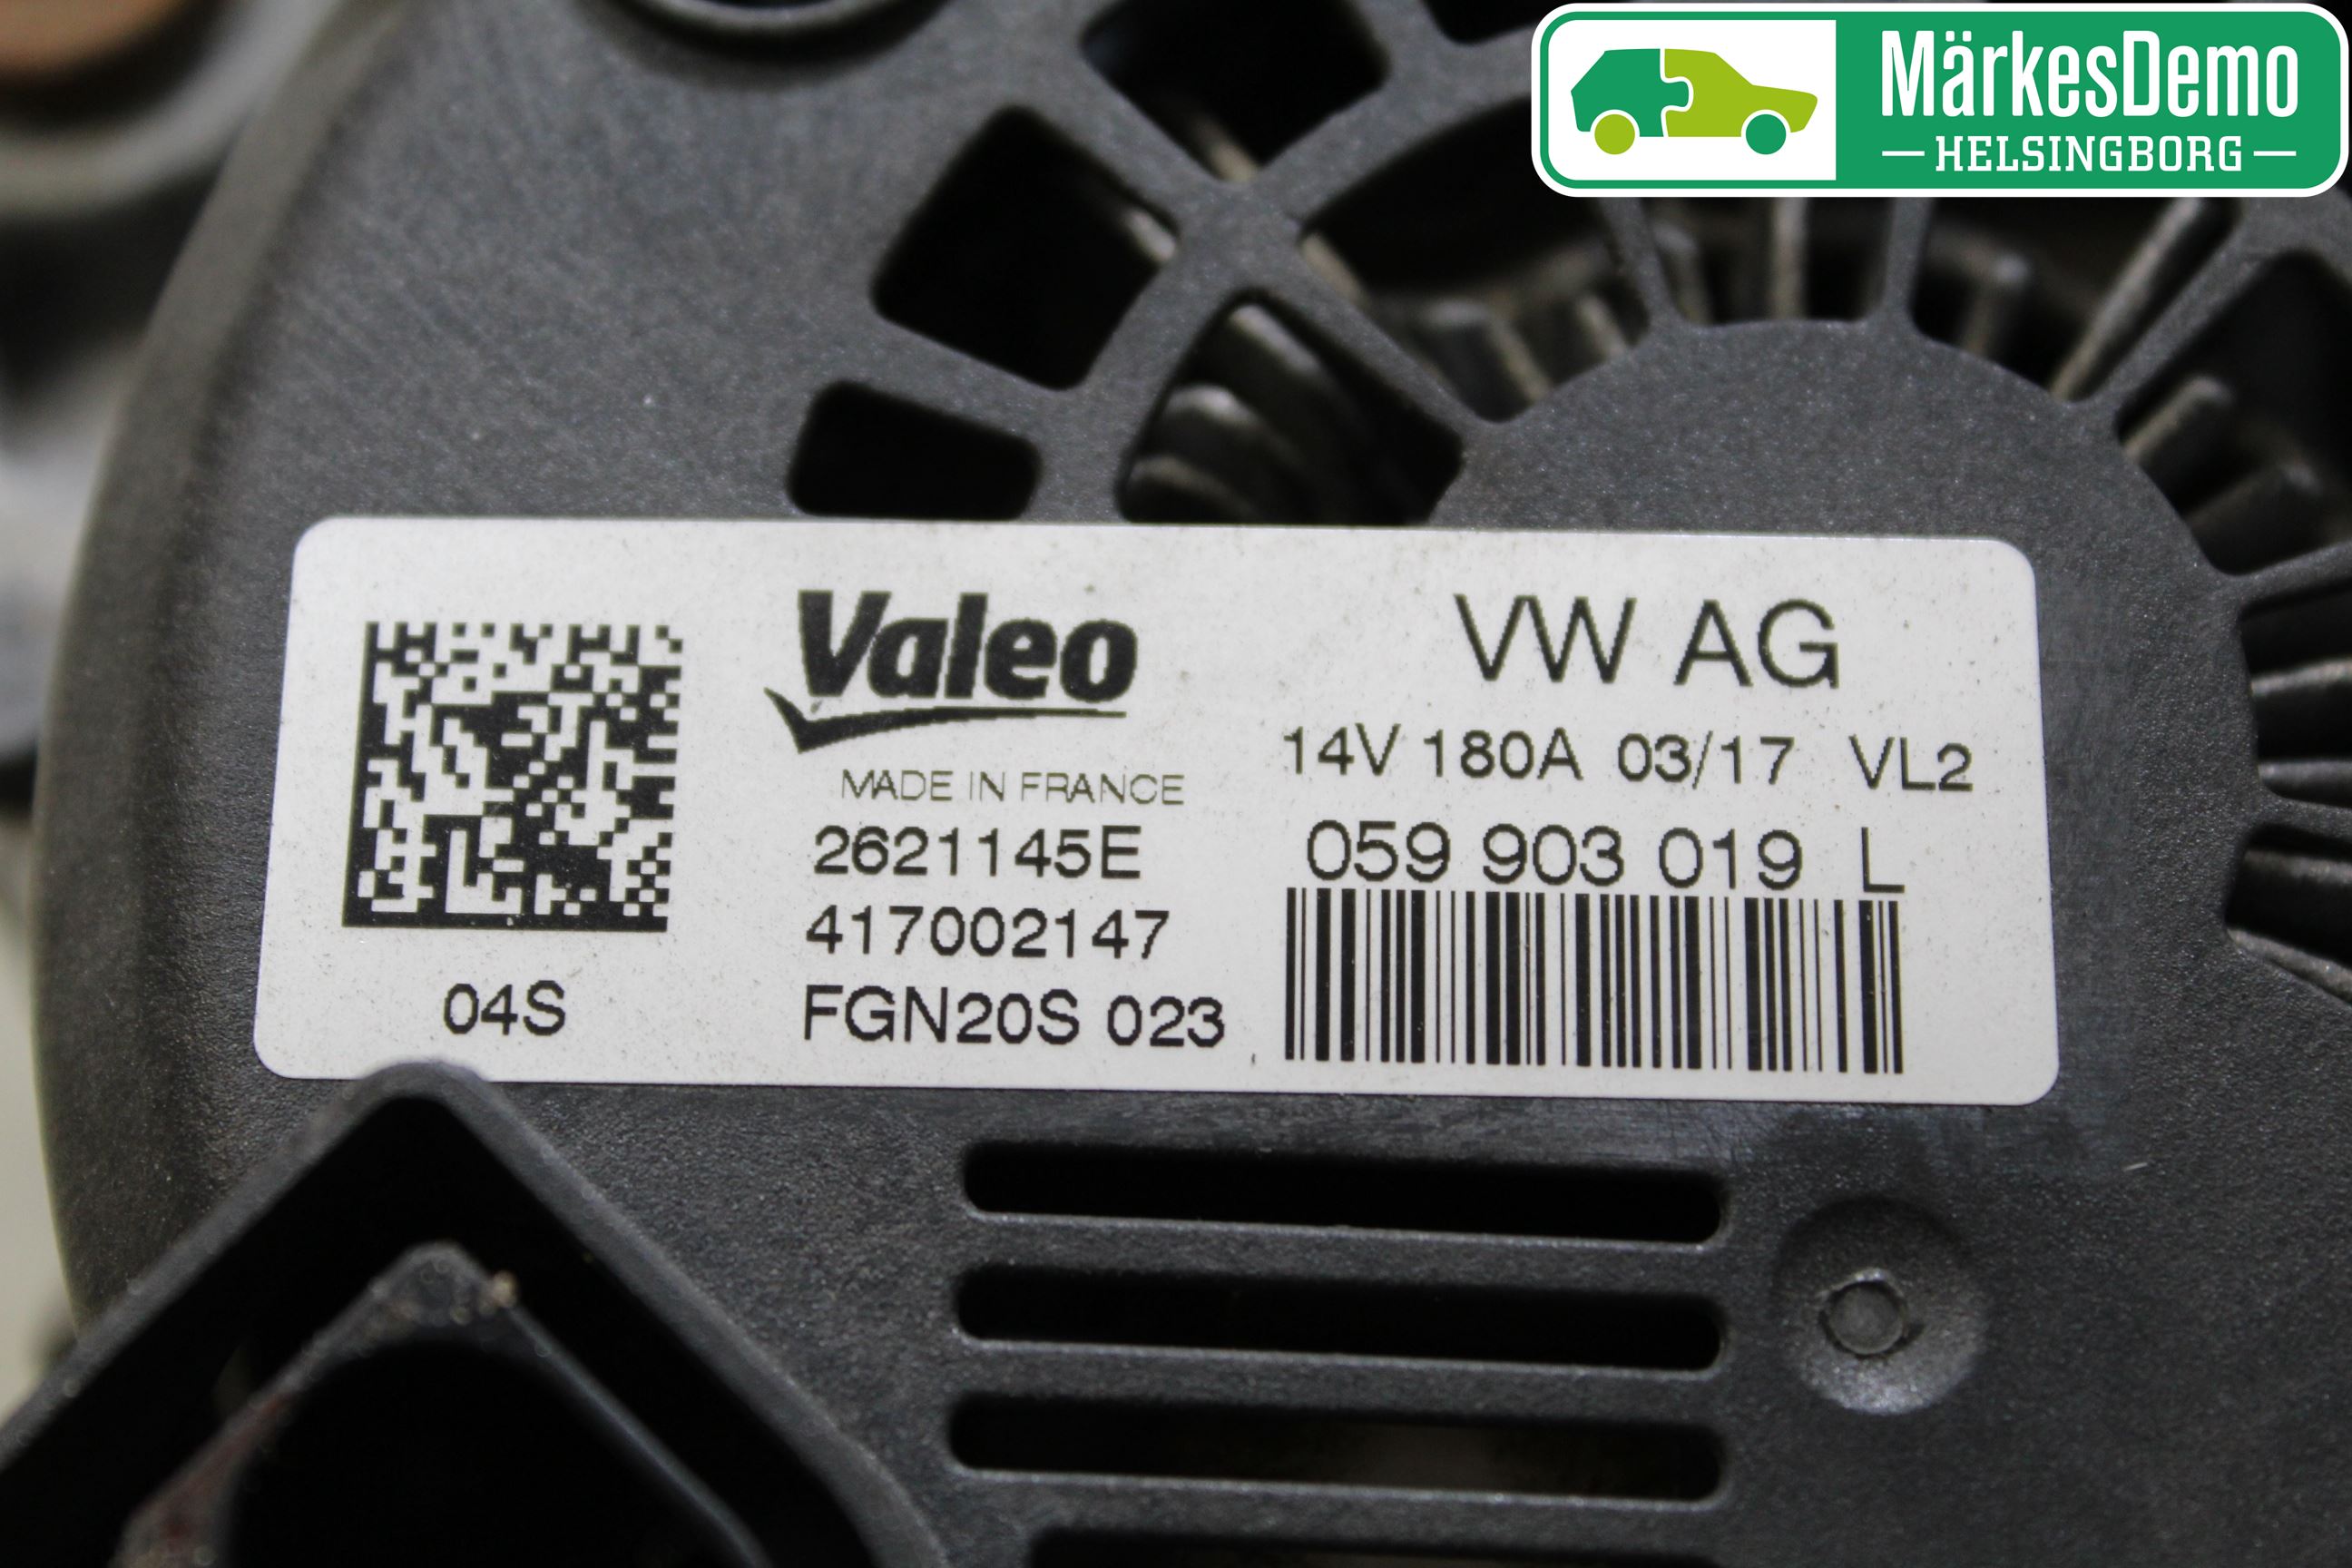 MärkesDemo
HELSINGBORG
Valeo
MADE IN FRANCE
2621145E
417002147
FGN20S 023
04S
VW AG
14V 180A 03/17 VL2
059 903 019 L